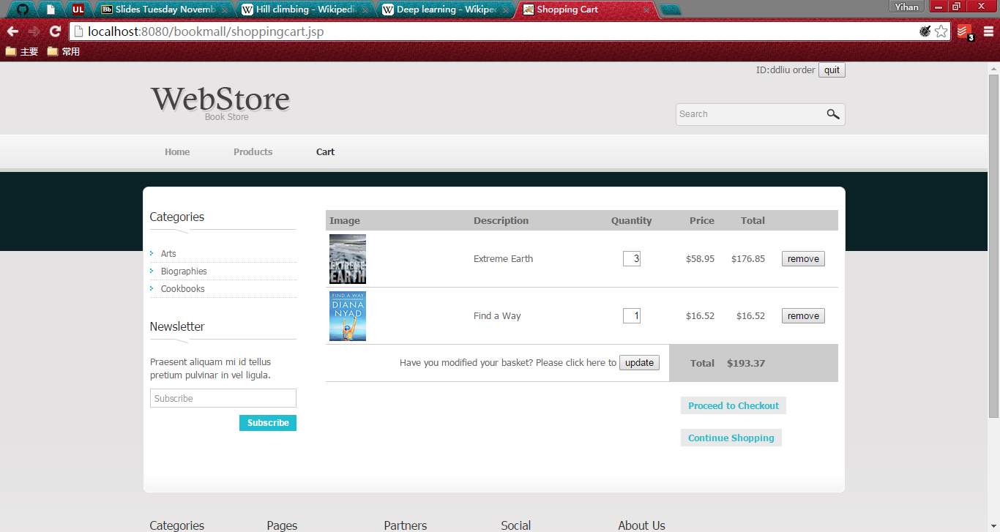 Slides Tuesday Novemb
Hill climbing - Wikipedi
Deep learning - Wikipe
Shopping Cart
Yihan
UL
Bb
W
W
localhost:8080/bookmall/shoppingcart.jsp
3
主要
常用
ID:ddliu order quit
WebStore
Book Store
Search
Home Products Cart
Categories
Arts
Biographies
Cookbooks
Newsletter
Praesent aliquam mi id tellus
pretium pulvinar in vel ligula.
Subscribe
Subscribe
Image Description Quantity Price Total
EXTREME
EARTH
Extreme Earth 3 $58.95 $176.85 remove
FIND A WAY
DIANA
NYAD
Find a Way 1 $16.52 $16.52 remove
Have you modified your basket? Please click here to update Total $193.37
Proceed to Checkout
Continue Shopping
Categories Pages Partners Social About Us